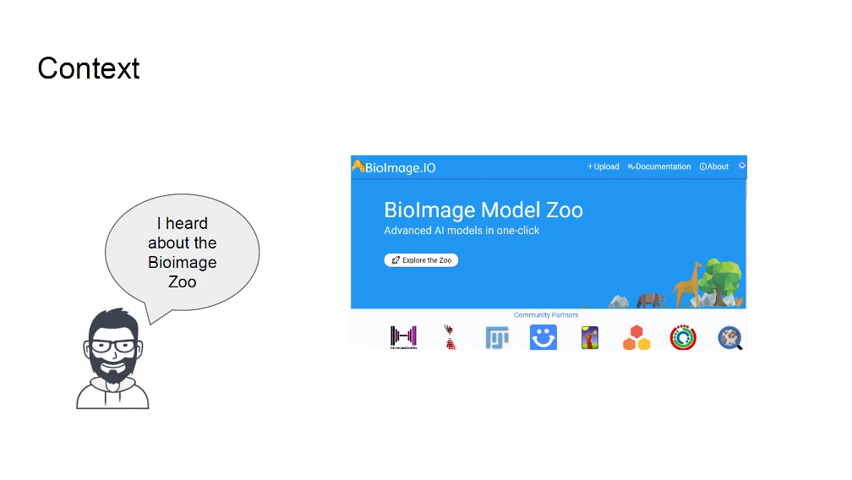 Context
I heard
about the
Bioimage
Zoo
BioImage.IO
+Upload
Documentation
About
BioImage Model Zoo
Advanced AI models in one-click
Explore the Zoo
Community Partners